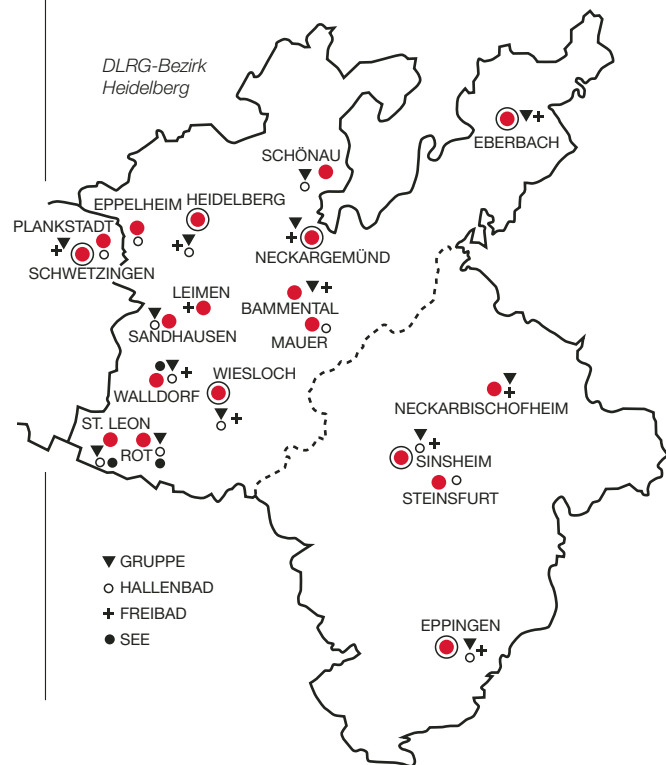 DLRG-Bezirk
Heidelberg
EBERBACH
SCHÖNAU
EPPELHEIM
HEIDELBERG
PLANKSTADT
SCHWETZINGEN
NECKARGEMÜND
LEIMEN
BAMMENTAL
SANDHAUSEN
MAUER
WIESLOCH
WALLDORF
NECKARBISCHOFHEIM
ST. LEON
ROT
SINSHEIM
STEINSFURT
GRUPPE
HALLENBAD
FREIBAD
SEE
EPPINGEN